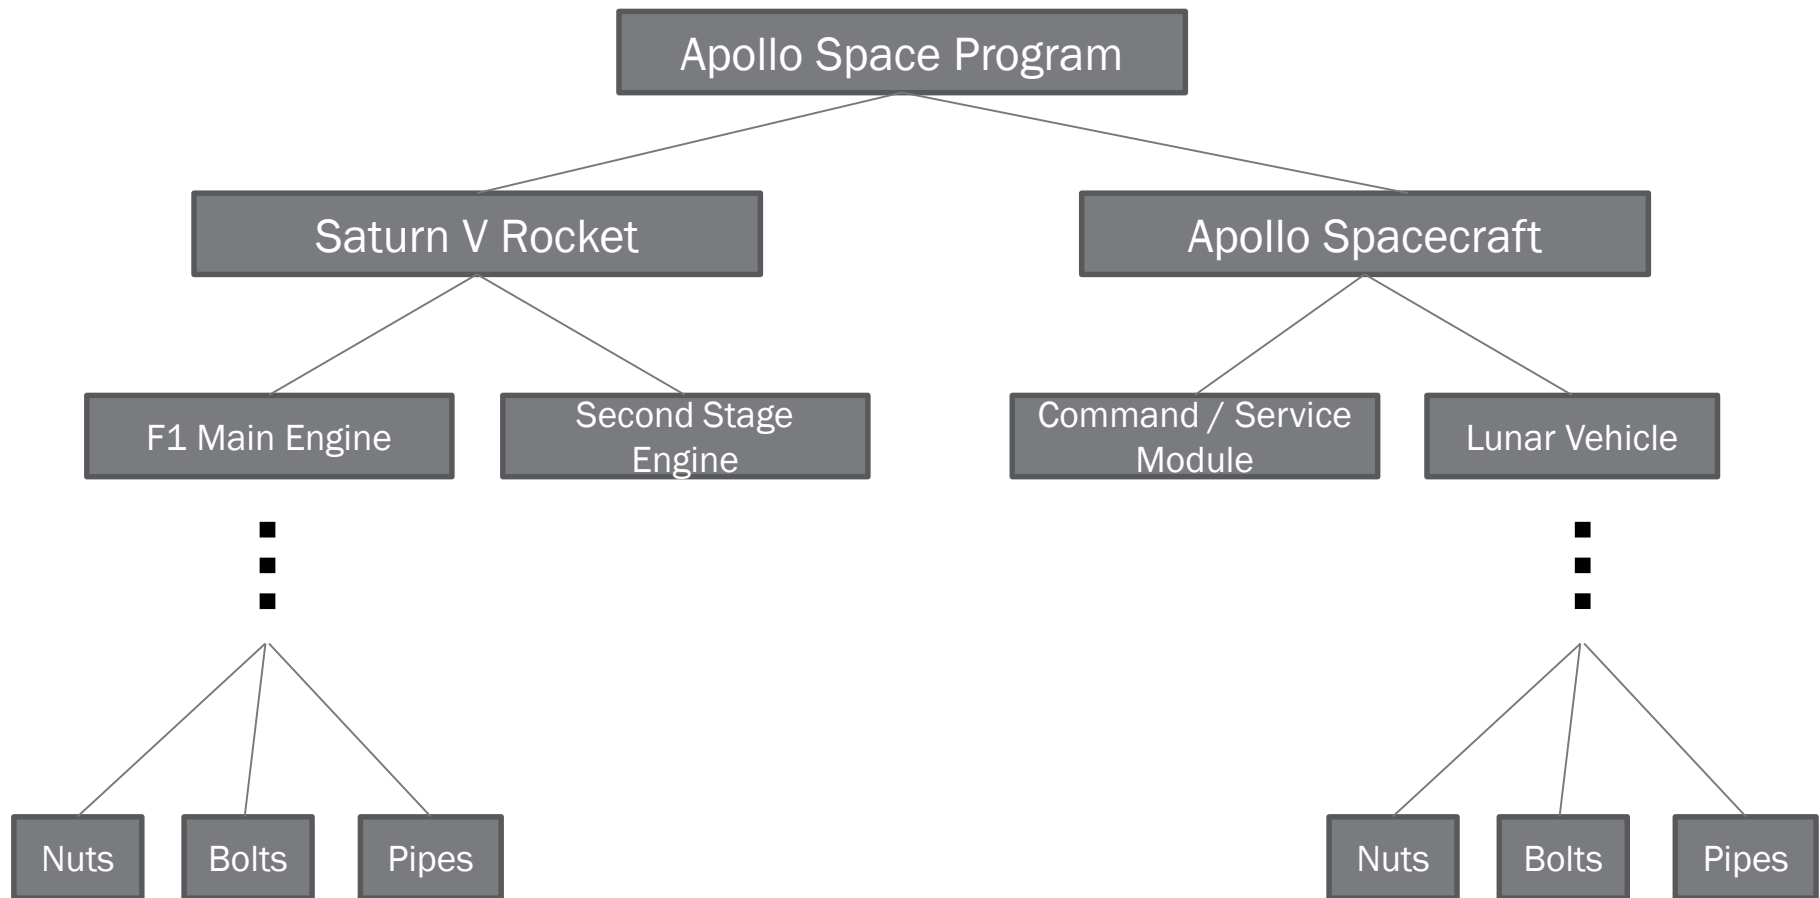 Apollo Space Program
Saturn V Rocket
Apollo Spacecraft
F1 Main Engine
Second Stage
Engine
Command / Service
Module
Lunar Vehicle
Nuts
Bolts
Pipes
Nuts
Bolts
Pipes